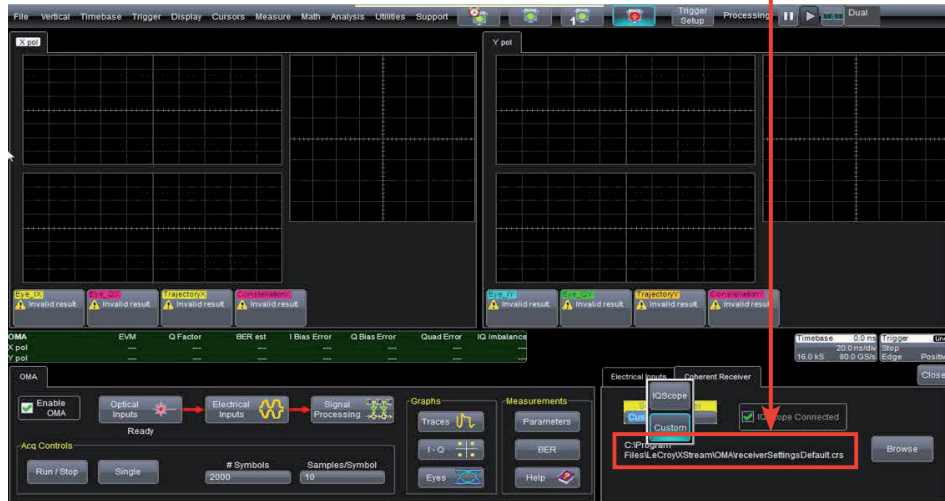 File Vertical Timebase Trigger Display Cursors Measure Math Analysis Utilities Support
1
Trigger Setup
Processing
Dual
X pol
Y pol
Eye_IX
Invalid result.
Eye_QX
Invalid result.
TrajectoryX
Invalid result.
ConstellationX
Invalid result.
Eye_IY
Invalid result.
Eye_QY
Invalid result.
TrajectoryY
Invalid result.
ConstellationY
Invalid result.
OMA EVM Q Factor BER est I Bias Error Q Bias Error Quad Error IQ Imbalance
X pol --- --- --- --- --- --- ---
Y pol --- --- --- --- --- --- ---
Timebase 0.0 ns
20.0 ns/div
16.0 kS 80.0 GS/s
Trigger
Stop
Edge Positiv
OMA
Enable OMA
Optical Inputs
Electrical Inputs
Signal Processing
Ready
Acq Controls
Run / Stop
Single
# Symbols
2000
Samples/Symbol
10
Graphs
Traces
I - Q
Eyes
Measurements
Parameters
BER
Help
Electrical Inputs
Coherent Receiver
Close
IQScope
Custom
IQScope Connected
C:\Program
Files\LeCroy\XStream\OMA\receiverSettingsDefault.crs
Browse